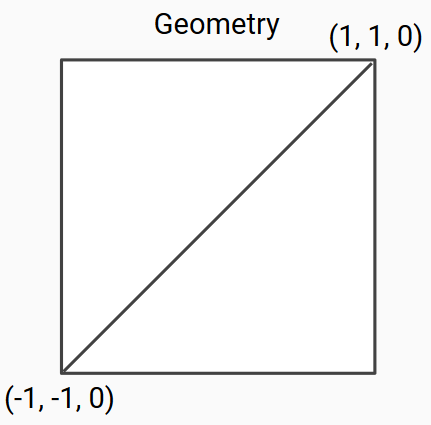 Geometry
(1, 1, 0)
(-1, -1, 0)